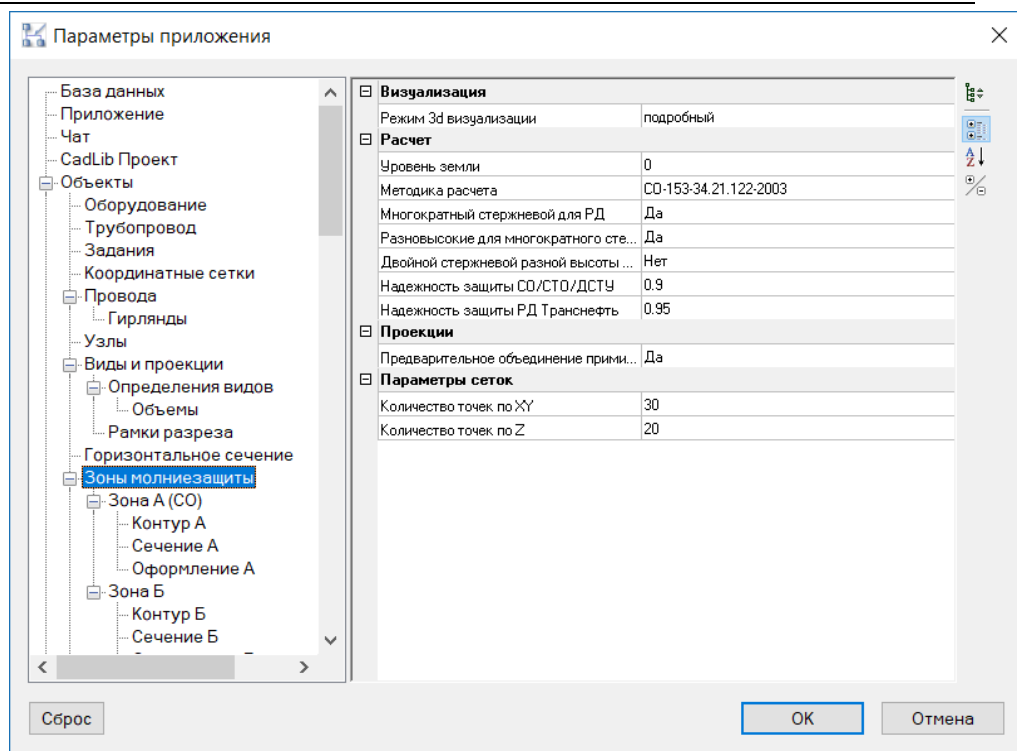 Параметры приложения
База данных
Приложение
Чат
CadLib Проект
Объекты
Оборудование
Трубопровод
Задания
Координатные сетки
Провода
Гирлянды
Узлы
Виды и проекции
Определения видов
Объемы
Рамки разреза
Горизонтальное сечение
Зоны молниезащиты
Зона А (СО)
Контур А
Сечение А
Оформление А
Зона Б
Контур Б
Сечение Б
Визуализация
Режим 3d визуализации подробный
Расчет
Уровень земли 0
Методика расчета СО-153-34.21.122-2003
Многократный стержневой для РД Да
Разновысокие для многократного сте... Да
Двойной стержневой разной высоты ... Нет
Надежность защиты СО/СТО/ДСТУ 0.9
Надежность защиты РД Транснефть 0.95
Проекции
Предварительное объединение прими... Да
Параметры сеток
Количество точек по XY 30
Количество точек по Z 20
Сброс
OK
Отмена